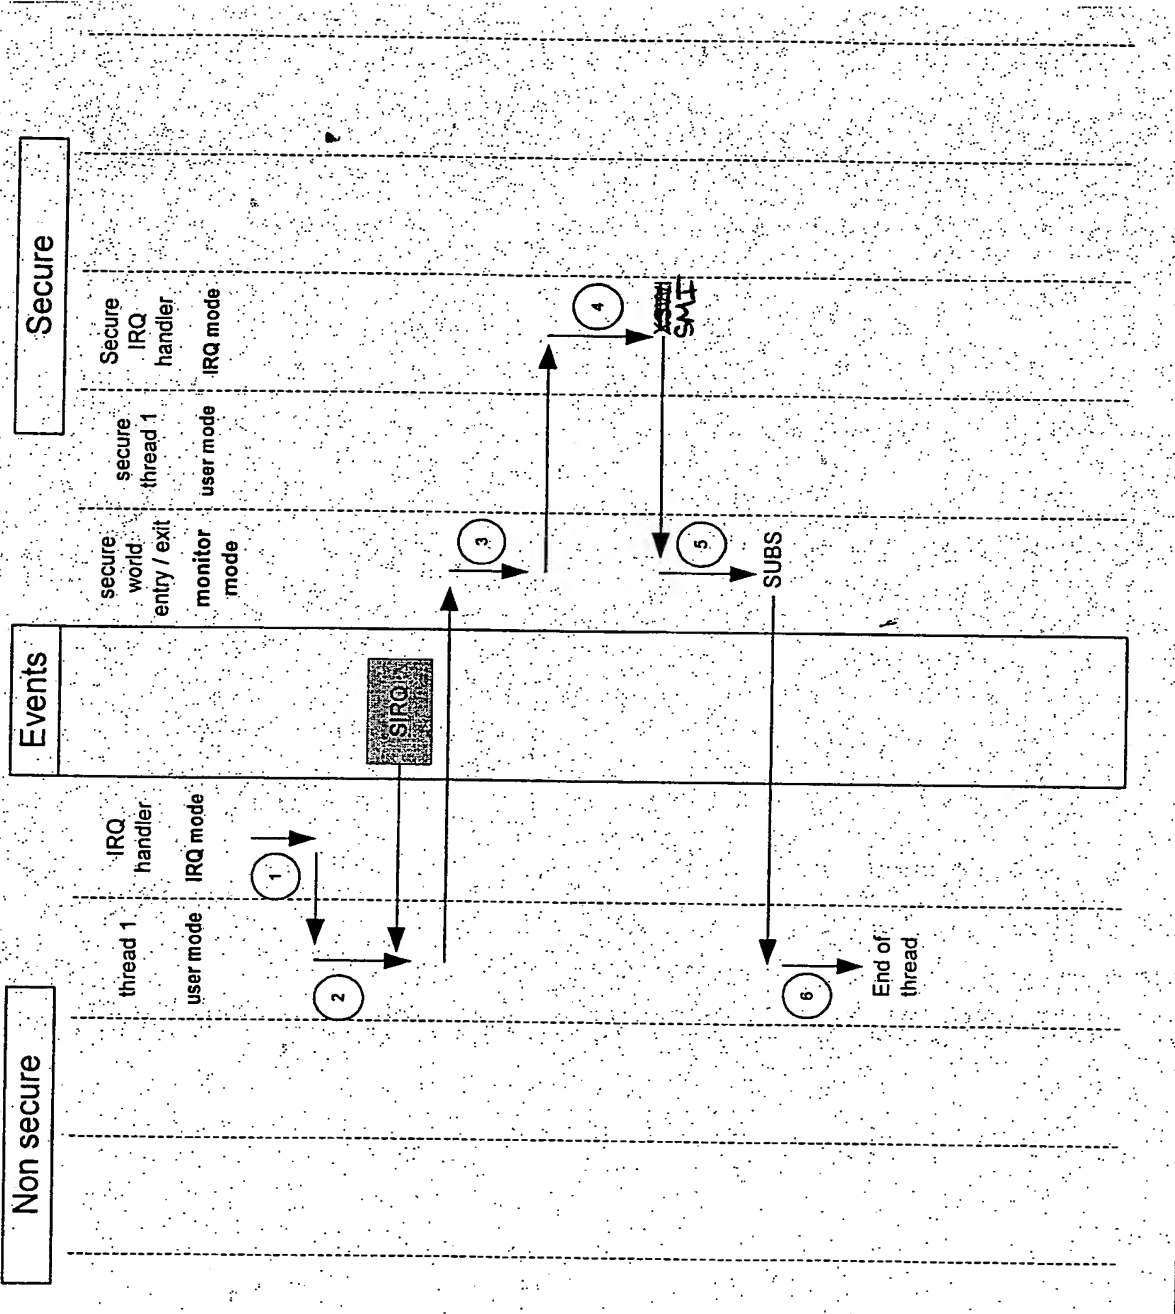 Non secure
Events
Secure
thread 1
user mode
IRQ
handler
IRQ mode
secure
world
entry / exit
monitor
mode
secure
thread 1
user mode
Secure
IRQ
handler
IRQ mode
1
2
SIRQ
3
4
SMI
5
SUBS
6
End of
thread